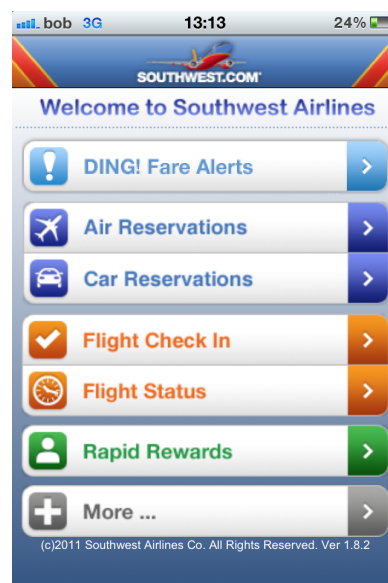 bob 3G 13:13 24%
SOUTHWEST.COM®
Welcome to Southwest Airlines
DING! Fare Alerts
Air Reservations
Car Reservations
Flight Check In
Flight Status
Rapid Rewards
More ...
(c)2011 Southwest Airlines Co. All Rights Reserved. Ver 1.8.2